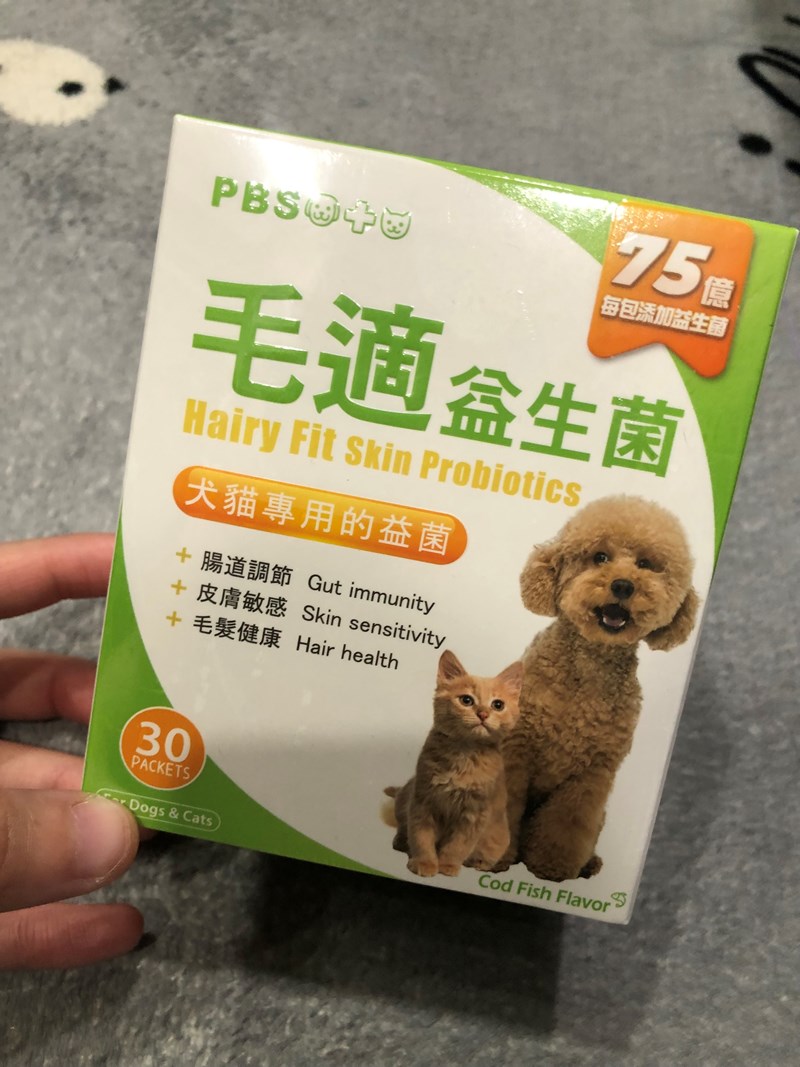 PBS
75億
每包添加益生菌
毛適益生菌
Hairy Fit Skin Probiotics
犬貓專用的益菌
+ 腸道調節 Gut immunity
+ 皮膚敏感 Skin sensitivity
+ 毛髮健康 Hair health
30
PACKETS
For Dogs & Cats
Cod Fish Flavor